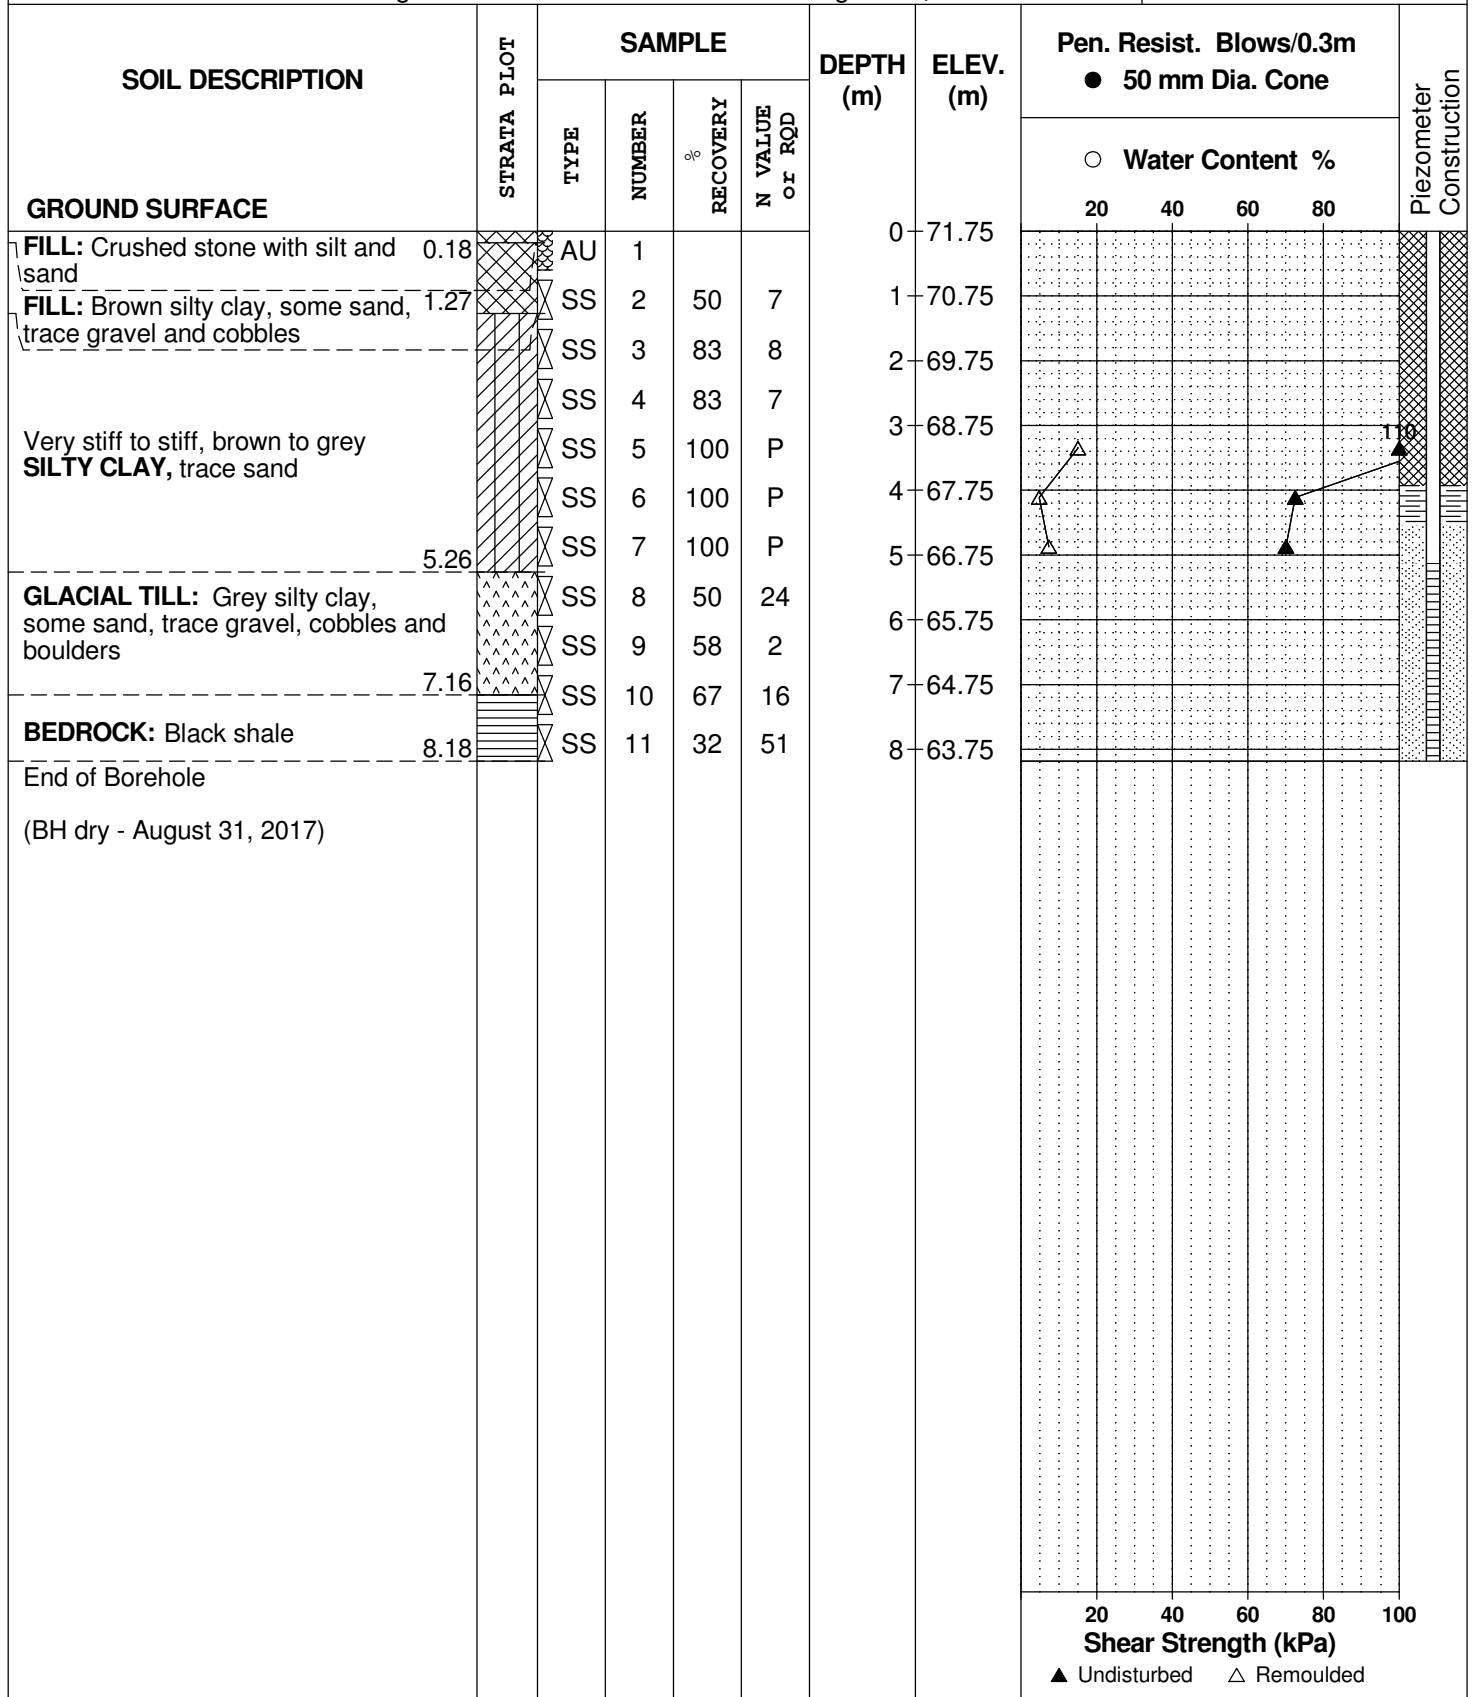 SOIL DESCRIPTION
STRATA PLOT
SAMPLE
TYPE
NUMBER
% RECOVERY
N VALUE or RQD
DEPTH (m)
ELEV. (m)
Pen. Resist. Blows/0.3m
● 50 mm Dia. Cone
○ Water Content %
20 40 60 80
Piezometer Construction
GROUND SURFACE
0 71.75
FILL: Crushed stone with silt and 0.18
sand
AU 1
FILL: Brown silty clay, some sand, 1.27
trace gravel and cobbles
SS 2 50 7
1 70.75
SS 3 83 8
2 69.75
SS 4 83 7
3 68.75
110
Very stiff to stiff, brown to grey
SILTY CLAY, trace sand
SS 5 100 P
SS 6 100 P
4 67.75
SS 7 100 P
5 66.75
5.26
GLACIAL TILL: Grey silty clay,
some sand, trace gravel, cobbles and
boulders
SS 8 50 24
6 65.75
SS 9 58 2
7.16
7 64.75
SS 10 67 16
BEDROCK: Black shale
8.18
SS 11 32 51
8 63.75
End of Borehole
(BH dry - August 31, 2017)
20 40 60 80 100
Shear Strength (kPa)
▲ Undisturbed △ Remoulded